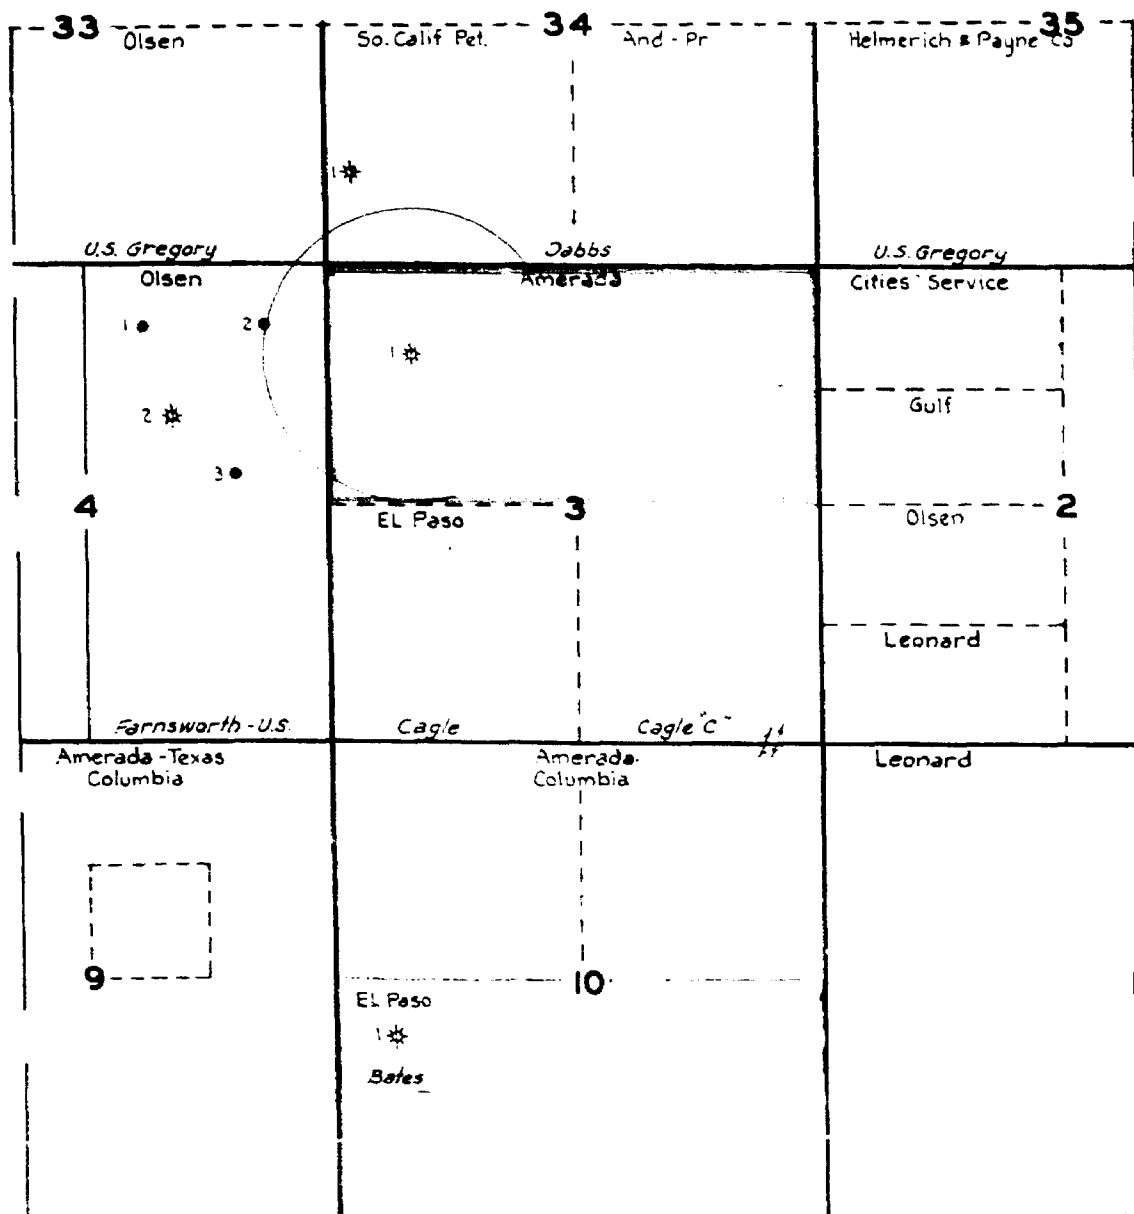 33 34 35
Olsen So. Calif Pet. And - Pr Helmerich & Payne
1
U.S. Gregory Dabbs U.S. Gregory
Olsen Amerada Cities Service
1 2
1
2
Gulf
3
4 3 2
EL Paso Olsen
Leonard
Farnsworth - U.S. Cagle Cagle "C"
Amerada - Texas Amerada- Leonard
Columbia Columbia
9 10
EL Paso
1
Bates